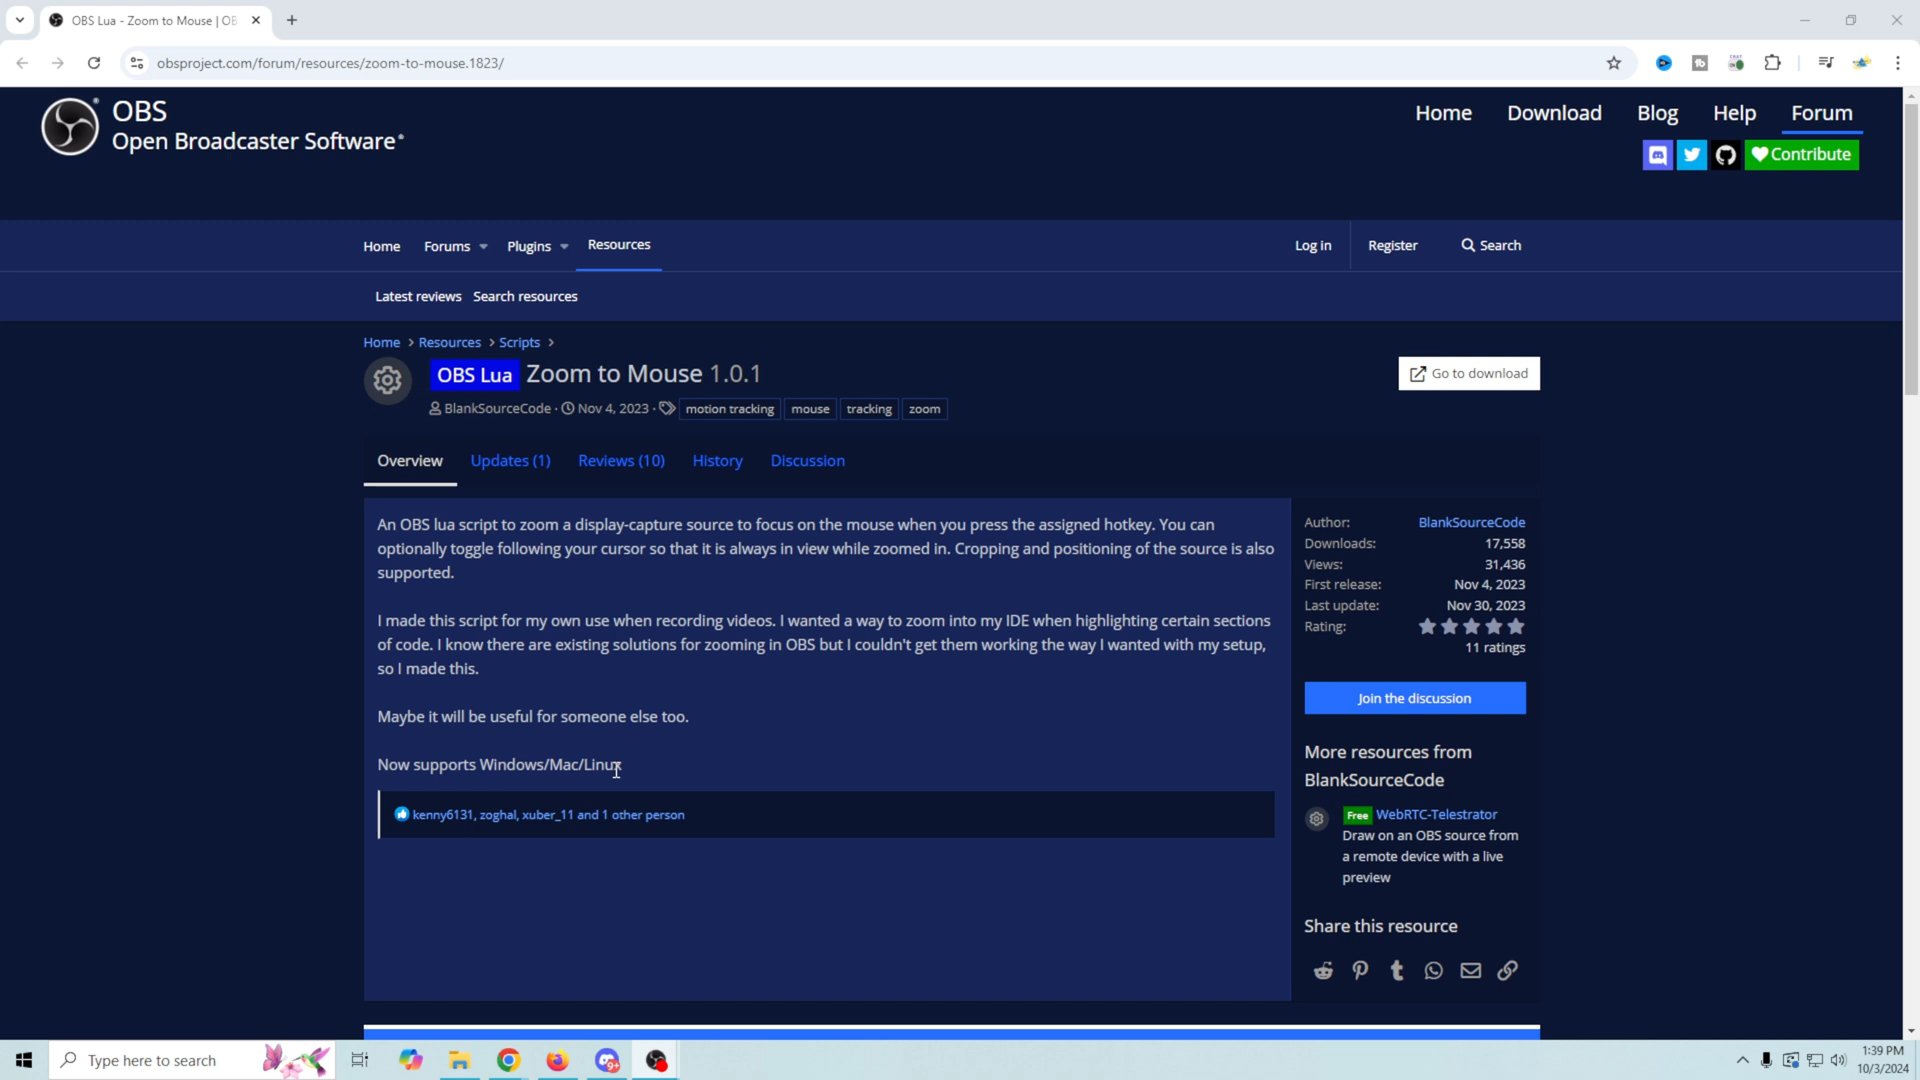 OBS Lua - Zoom to Mouse | OB
obsproject.com/forum/resources/zoom-to-mouse.1823/
OBS
Open Broadcaster Software®
Home Download Blog Help Forum
Contribute
Home Forums Plugins Resources Log in Register Search
Latest reviews Search resources
Home > Resources > Scripts >
OBS Lua Zoom to Mouse 1.0.1
Go to download
BlankSourceCode · Nov 4, 2023 · motion tracking mouse tracking zoom
Overview Updates (1) Reviews (10) History Discussion
An OBS lua script to zoom a display-capture source to focus on the mouse when you press the assigned hotkey. You can
optionally toggle following your cursor so that it is always in view while zoomed in. Cropping and positioning of the source is also
supported.
I made this script for my own use when recording videos. I wanted a way to zoom into my IDE when highlighting certain sections
of code. I know there are existing solutions for zooming in OBS but I couldn't get them working the way I wanted with my setup,
so I made this.
Maybe it will be useful for someone else too.
Now supports Windows/Mac/Linux
kenny6131, zoghal, xuber_11 and 1 other person
Author: BlankSourceCode
Downloads: 17,558
Views: 31,436
First release: Nov 4, 2023
Last update: Nov 30, 2023
Rating:
11 ratings
Join the discussion
More resources from
BlankSourceCode
Free WebRTC-Telestrator
Draw on an OBS source from
a remote device with a live
preview
Share this resource
Type here to search
9+
1:39 PM
10/3/2024